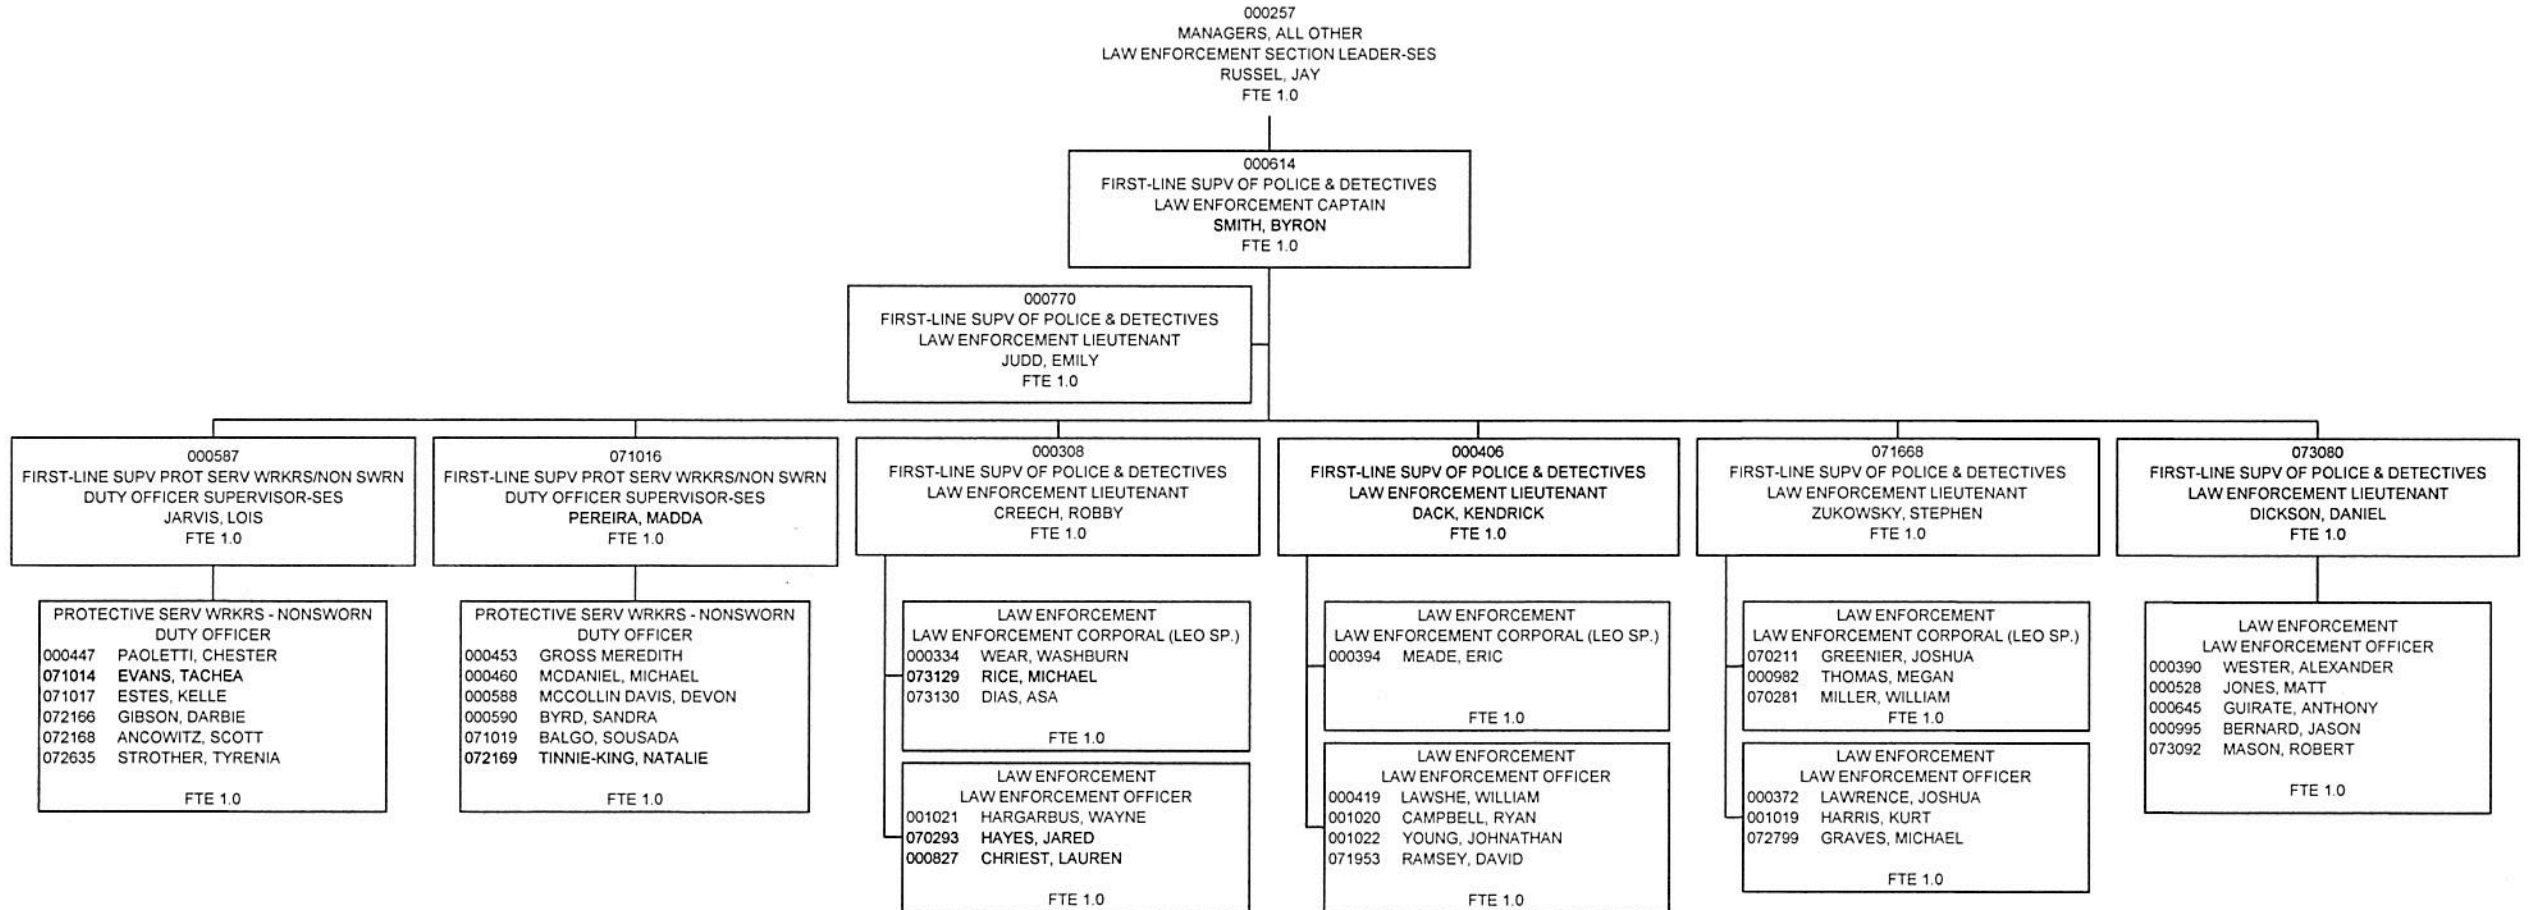 000257
MANAGERS, ALL OTHER
LAW ENFORCEMENT SECTION LEADER-SES
RUSSEL, JAY
FTE 1.0
000614
FIRST-LINE SUPV OF POLICE & DETECTIVES
LAW ENFORCEMENT CAPTAIN
SMITH, BYRON
FTE 1.0
000770
FIRST-LINE SUPV OF POLICE & DETECTIVES
LAW ENFORCEMENT LIEUTENANT
JUDD, EMILY
FTE 1.0
000587
FIRST-LINE SUPV PROT SERV WRKRS/NON SWRN
DUTY OFFICER SUPERVISOR-SES
JARVIS, LOIS
FTE 1.0
071016
FIRST-LINE SUPV PROT SERV WRKRS/NON SWRN
DUTY OFFICER SUPERVISOR-SES
PEREIRA, MADDA
FTE 1.0
000308
FIRST-LINE SUPV OF POLICE & DETECTIVES
LAW ENFORCEMENT LIEUTENANT
CREECH, ROBBY
FTE 1.0
000406
FIRST-LINE SUPV OF POLICE & DETECTIVES
LAW ENFORCEMENT LIEUTENANT
DACK, KENDRICK
FTE 1.0
071668
FIRST-LINE SUPV OF POLICE & DETECTIVES
LAW ENFORCEMENT LIEUTENANT
ZUKOWSKY, STEPHEN
FTE 1.0
073080
FIRST-LINE SUPV OF POLICE & DETECTIVES
LAW ENFORCEMENT LIEUTENANT
DICKSON, DANIEL
FTE 1.0
PROTECTIVE SERV WRKRS - NONSWORN
DUTY OFFICER
000447 PAOLETTI, CHESTER
071014 EVANS, TACHEA
071017 ESTES, KELLE
072166 GIBSON, DARBIE
072168 ANCOWITZ, SCOTT
072635 STROTHER, TYRENIA
FTE 1.0
PROTECTIVE SERV WRKRS - NONSWORN
DUTY OFFICER
000453 GROSS MEREDITH
000460 MCDANIEL, MICHAEL
000588 MCCOLLIN DAVIS, DEVON
000590 BYRD, SANDRA
071019 BALGO, SOUSADA
072169 TINNIE-KING, NATALIE
FTE 1.0
LAW ENFORCEMENT
LAW ENFORCEMENT CORPORAL (LEO SP.)
000334 WEAR, WASHBURN
073129 RICE, MICHAEL
073130 DIAS, ASA
FTE 1.0
LAW ENFORCEMENT
LAW ENFORCEMENT OFFICER
001021 HARGARBUS, WAYNE
070293 HAYES, JARED
000827 CHRIEST, LAUREN
FTE 1.0
LAW ENFORCEMENT
LAW ENFORCEMENT CORPORAL (LEO SP.)
000394 MEADE, ERIC
FTE 1.0
LAW ENFORCEMENT
LAW ENFORCEMENT OFFICER
000419 LAWSHE, WILLIAM
001020 CAMPBELL, RYAN
001022 YOUNG, JOHNATHAN
071953 RAMSEY, DAVID
FTE 1.0
LAW ENFORCEMENT
LAW ENFORCEMENT CORPORAL (LEO SP.)
070211 GREENIER, JOSHUA
000982 THOMAS, MEGAN
070281 MILLER, WILLIAM
FTE 1.0
LAW ENFORCEMENT
LAW ENFORCEMENT OFFICER
000372 LAWRENCE, JOSHUA
001019 HARRIS, KURT
072799 GRAVES, MICHAEL
FTE 1.0
LAW ENFORCEMENT
LAW ENFORCEMENT OFFICER
000390 WESTER, ALEXANDER
000528 JONES, MATT
000645 GUIRATE, ANTHONY
000995 BERNARD, JASON
073092 MASON, ROBERT
FTE 1.0